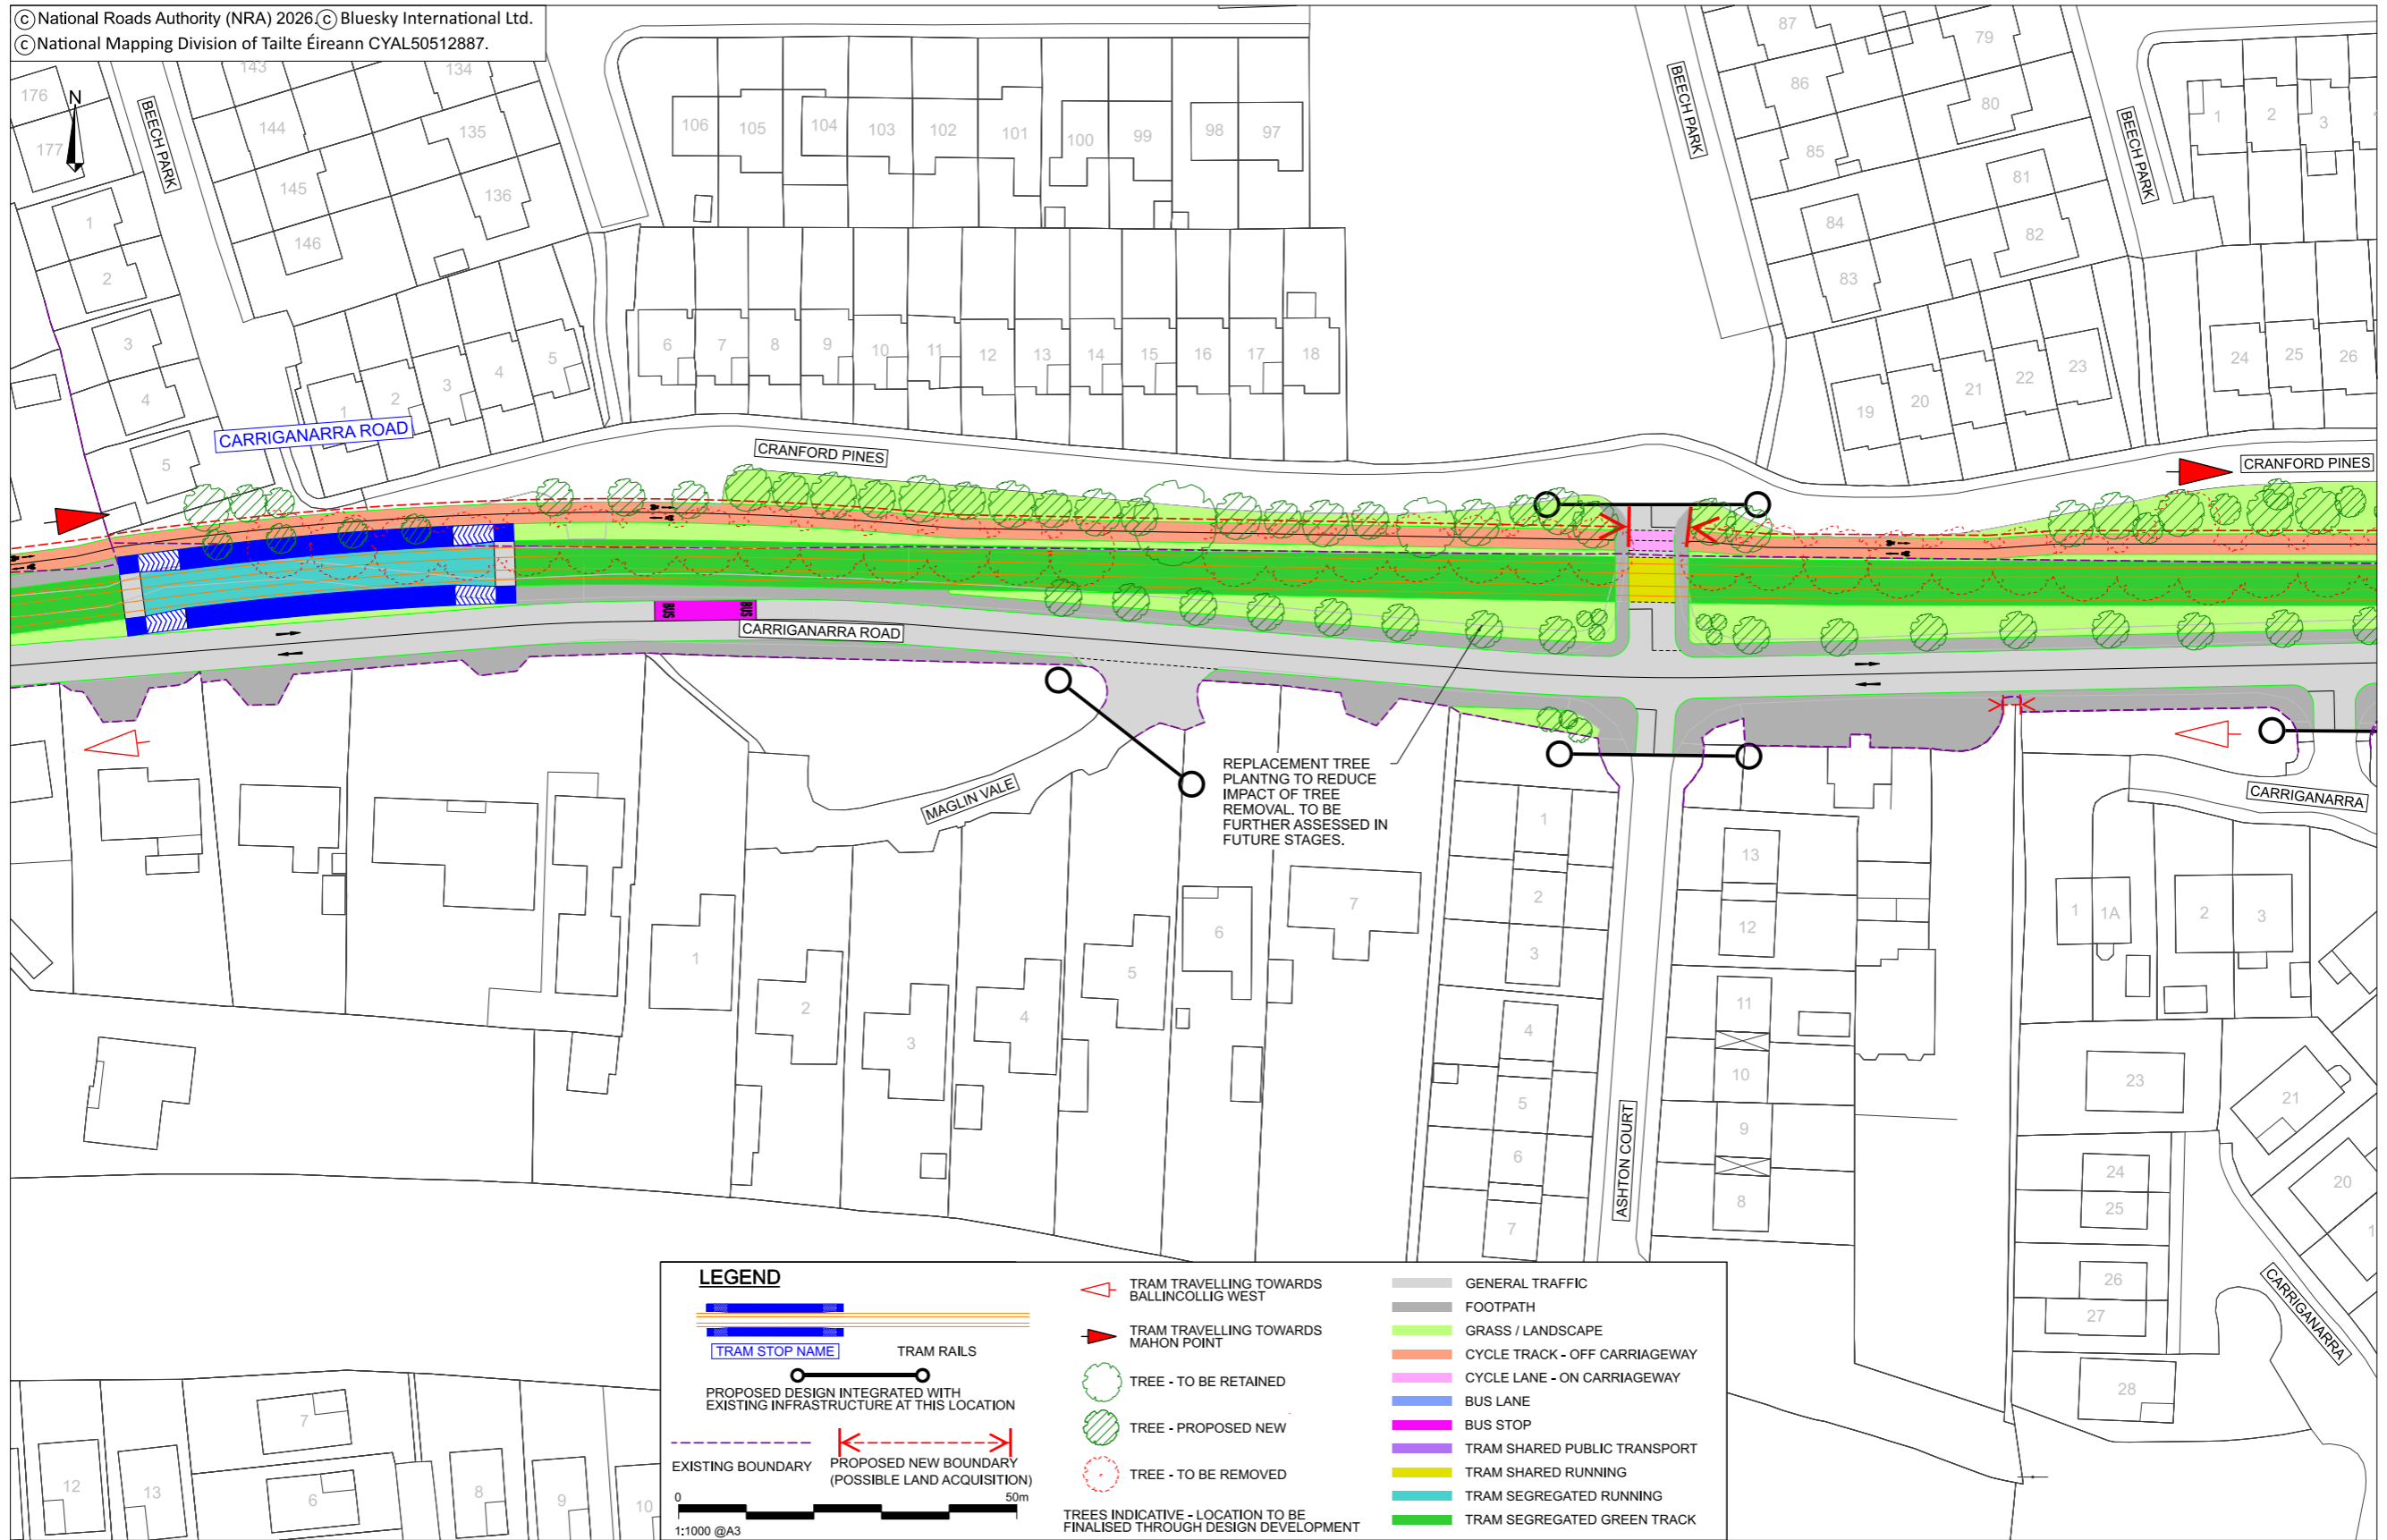 ©National Roads Authority (NRA) 2026.© Bluesky International Ltd.
©National Mapping Division of Tailte Éireann CYAL50512887.
N
176
177
143
144
145
146
134
135
136
BEECH PARK
1
2
3
4
5
1
2
3
4
5
106
105
104
103
102
101
100
99
98
97
6
7
8
9
10
11
12
13
14
15
16
17
18
BEECH PARK
87
86
85
84
83
79
80
81
82
BEECH PARK
1
2
3
19
20
21
22
23
24
25
26
CARRIGANARRA ROAD
CRANFORD PINES
CRANFORD PINES
BUS
BUS
CARRIGANARRA ROAD
MAGLIN VALE
REPLACEMENT TREE
PLANTNG TO REDUCE
IMPACT OF TREE
REMOVAL. TO BE
FURTHER ASSESSED IN
FUTURE STAGES.
CARRIGANARRA
1
2
3
4
5
6
7
1
2
3
4
5
6
7
ASHTON COURT
13
12
11
10
9
8
1
1A
2
3
23
21
20
24
25
26
27
28
CARRIGANARRA
12
13
7
6
8
9
10
LEGEND
TRAM STOP NAME
TRAM RAILS
PROPOSED DESIGN INTEGRATED WITH
EXISTING INFRASTRUCTURE AT THIS LOCATION
EXISTING BOUNDARY
PROPOSED NEW BOUNDARY
(POSSIBLE LAND ACQUISITION)
0
50m
1:1000 @A3
TRAM TRAVELLING TOWARDS
BALLINCOLLIG WEST
TRAM TRAVELLING TOWARDS
MAHON POINT
TREE - TO BE RETAINED
TREE - PROPOSED NEW
TREE - TO BE REMOVED
TREES INDICATIVE - LOCATION TO BE
FINALISED THROUGH DESIGN DEVELOPMENT
GENERAL TRAFFIC
FOOTPATH
GRASS / LANDSCAPE
CYCLE TRACK - OFF CARRIAGEWAY
CYCLE LANE - ON CARRIAGEWAY
BUS LANE
BUS STOP
TRAM SHARED PUBLIC TRANSPORT
TRAM SHARED RUNNING
TRAM SEGREGATED RUNNING
TRAM SEGREGATED GREEN TRACK